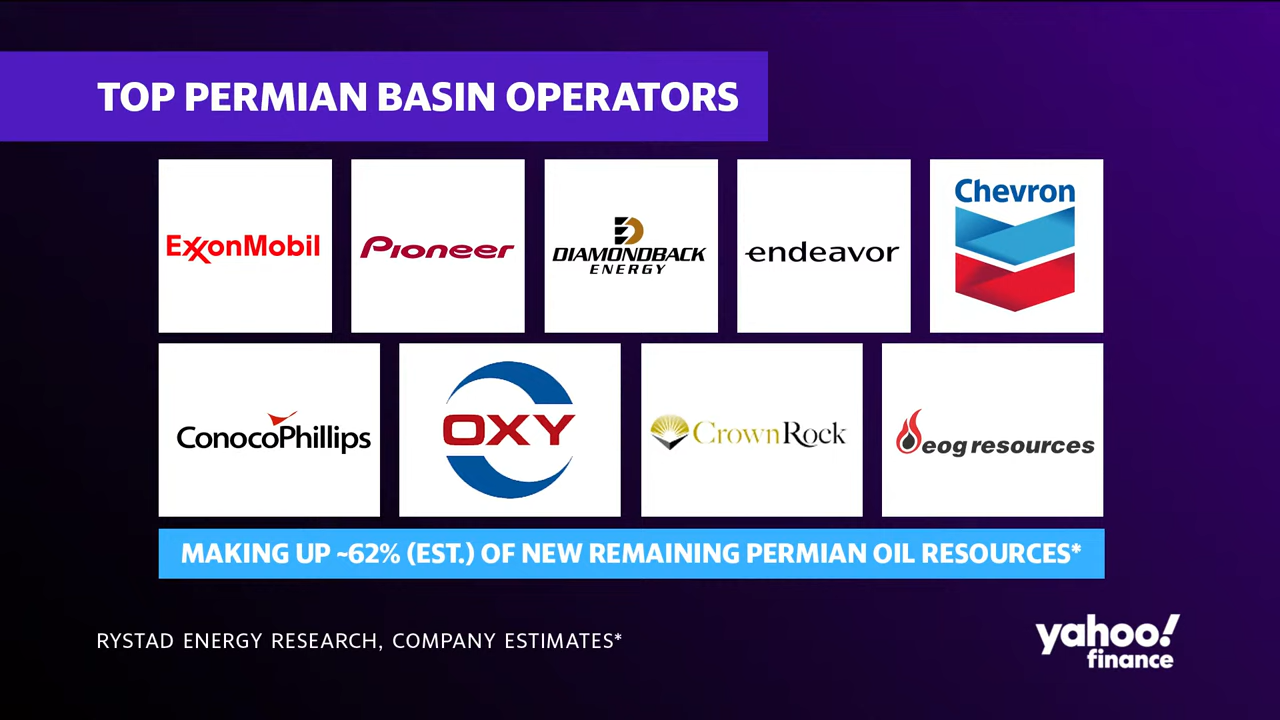 TOP PERMIAN BASIN OPERATORS
ExxonMobil
Pioneer
DIAMONDBACK
ENERGY
endeavor
Chevron
ConocoPhillips
OXY
CrownRock
eog resources
MAKING UP ~62% (EST.) OF NEW REMAINING PERMIAN OIL RESOURCES*
RYSTAD ENERGY RESEARCH, COMPANY ESTIMATES*
yahoo!
finance